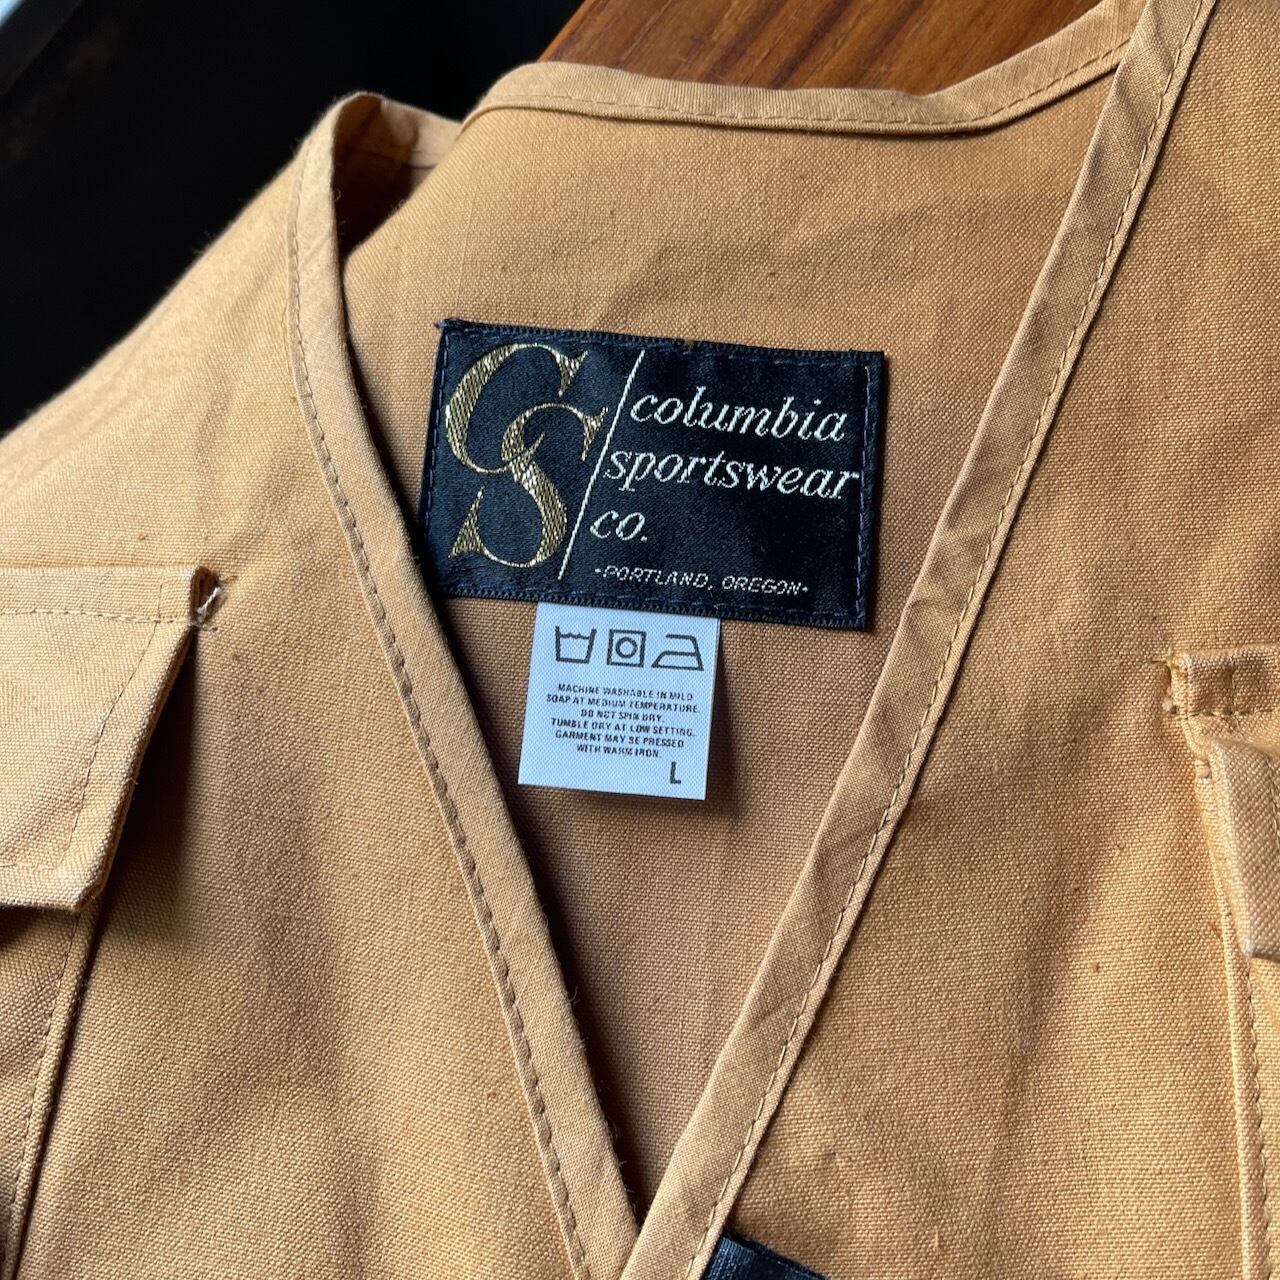 CS
columbia
sportswear
co.
-PORTLAND, OREGON-
MACHINE WASHABLE IN MILD
SOAP AT MEDIUM TEMPERATURE.
DO NOT SPIN DRY.
TUMBLE DRY AT LOW SETTING.
GARMENT MAY BE PRESSED
WITH WARM IRON.
L